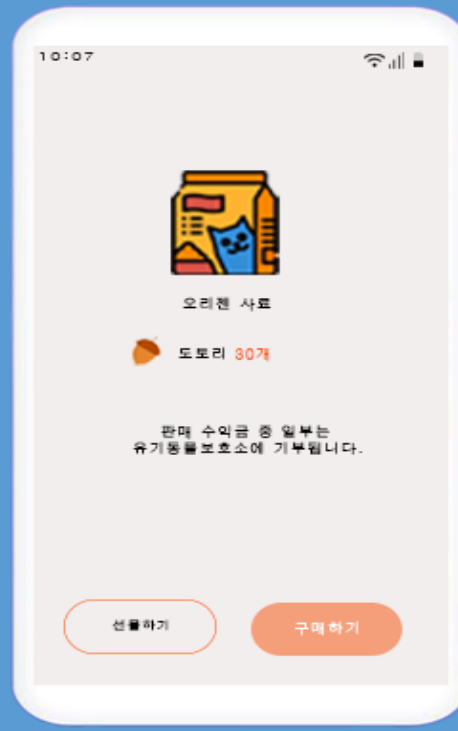 10:07
오리젠 사료
도토리 30개
판매 수익금 중 일부는
유기동물보호소에 기부됩니다.
선물하기
구매하기